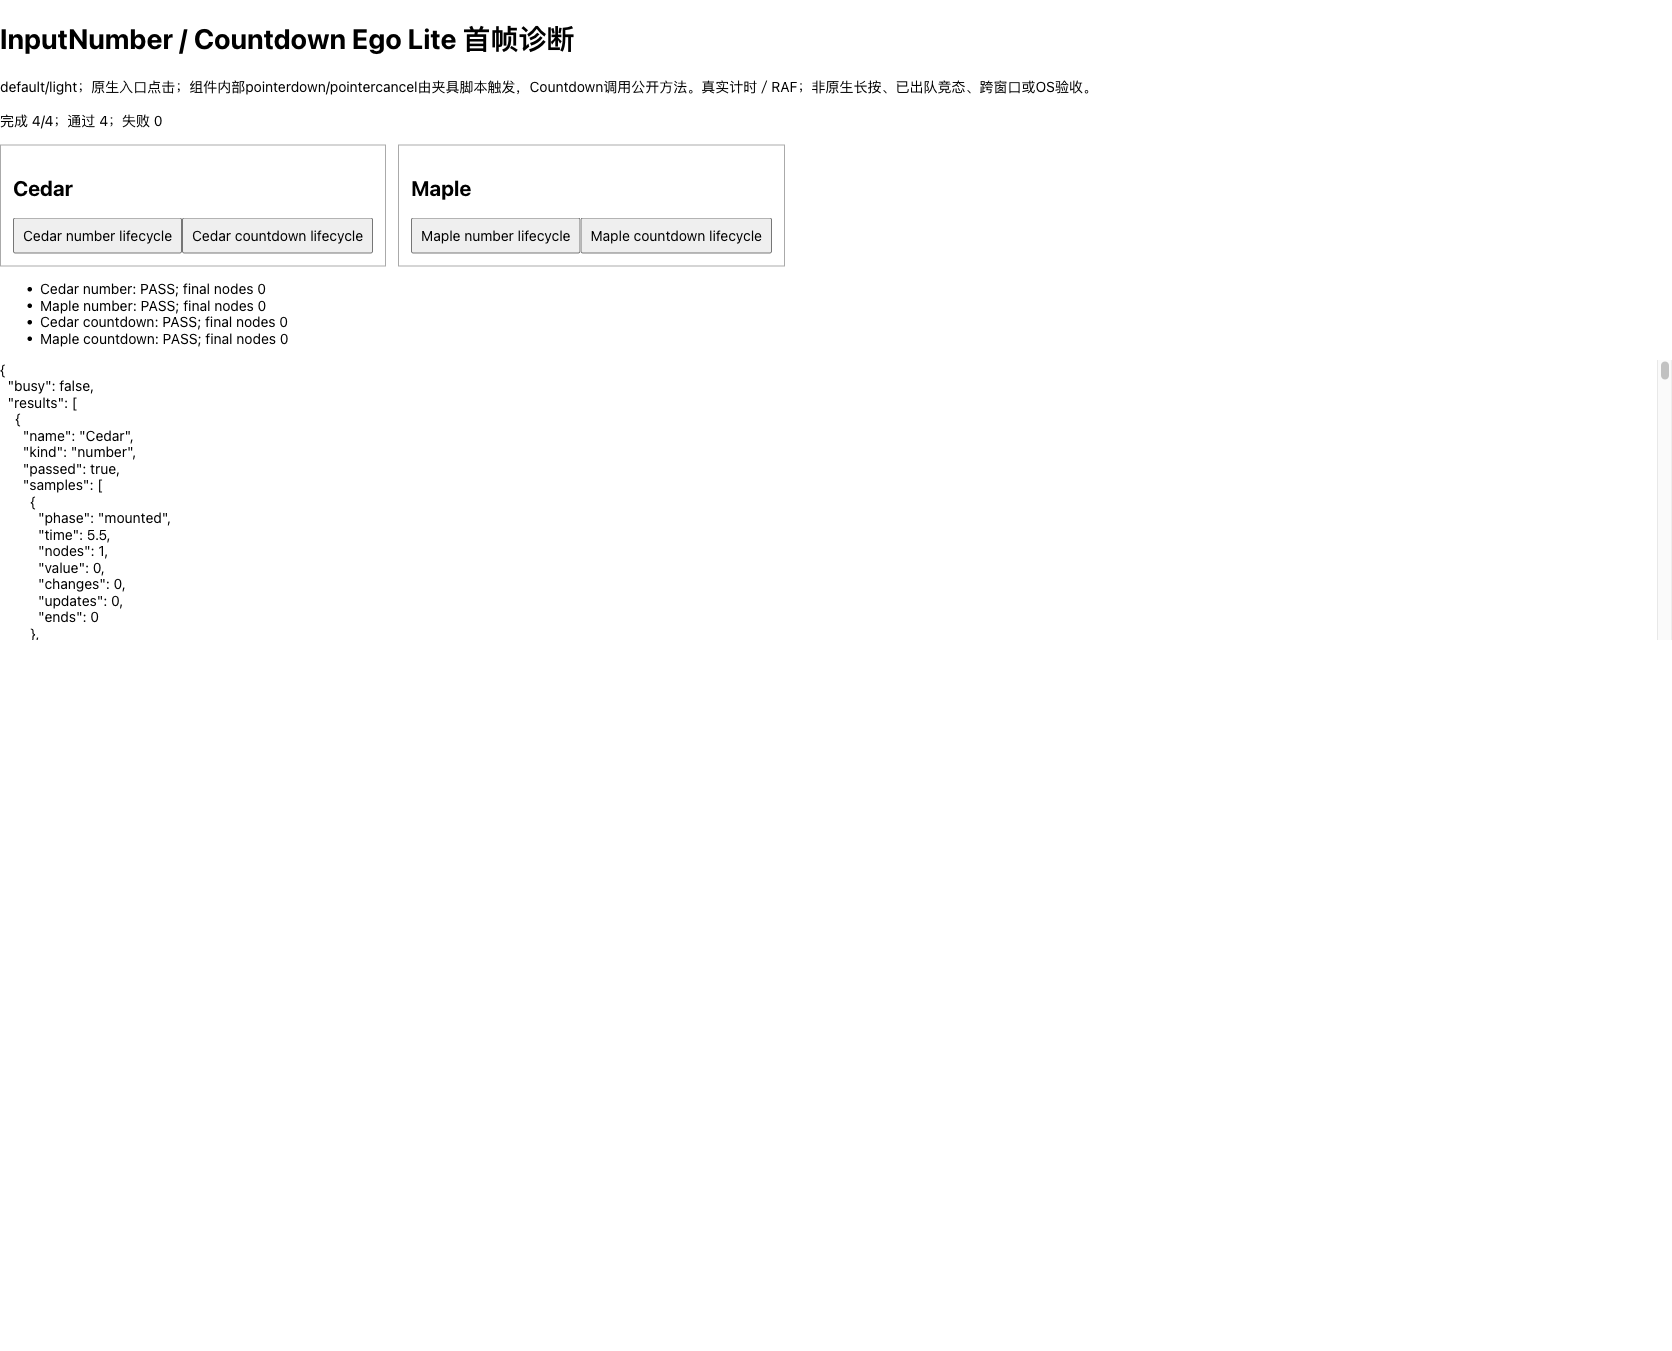 InputNumber / Countdown Ego Lite 首帧诊断
default/light；原生入口点击；组件内部pointerdown/pointercancel由夹具脚本触发，Countdown调用公开方法。真实计时 / RAF；非原生长按、已出队竞态、跨窗口或OS验收。
完成 4/4；通过 4；失败 0
Cedar
Cedar number lifecycle
Cedar countdown lifecycle
Maple
Maple number lifecycle
Maple countdown lifecycle
• Cedar number: PASS; final nodes 0
• Maple number: PASS; final nodes 0
• Cedar countdown: PASS; final nodes 0
• Maple countdown: PASS; final nodes 0
{
  "busy": false,
  "results": [
    {
      "name": "Cedar",
      "kind": "number",
      "passed": true,
      "samples": [
        {
          "phase": "mounted",
          "time": 5.5,
          "nodes": 1,
          "value": 0,
          "changes": 0,
          "updates": 0,
          "ends": 0
        },